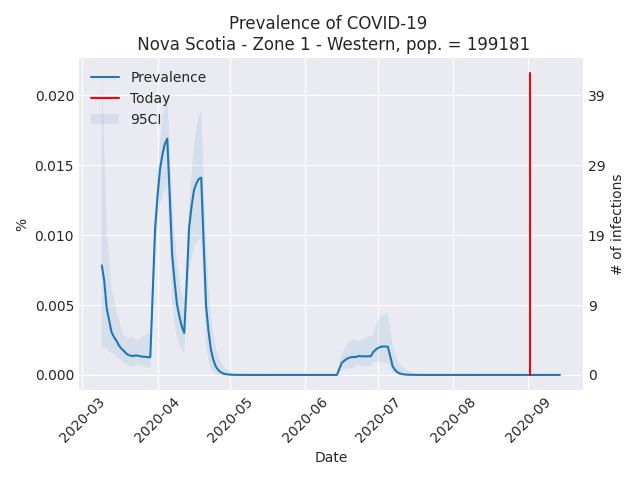 Prevalence of COVID-19
Nova Scotia - Zone 1 - Western, pop. = 199181
Prevalence
Today
95CI
0.020
0.015
0.010
0.005
0.000
%
39
29
19
9
0
# of infections
2020-03
2020-04
2020-05
2020-06
2020-07
2020-08
2020-09
Date